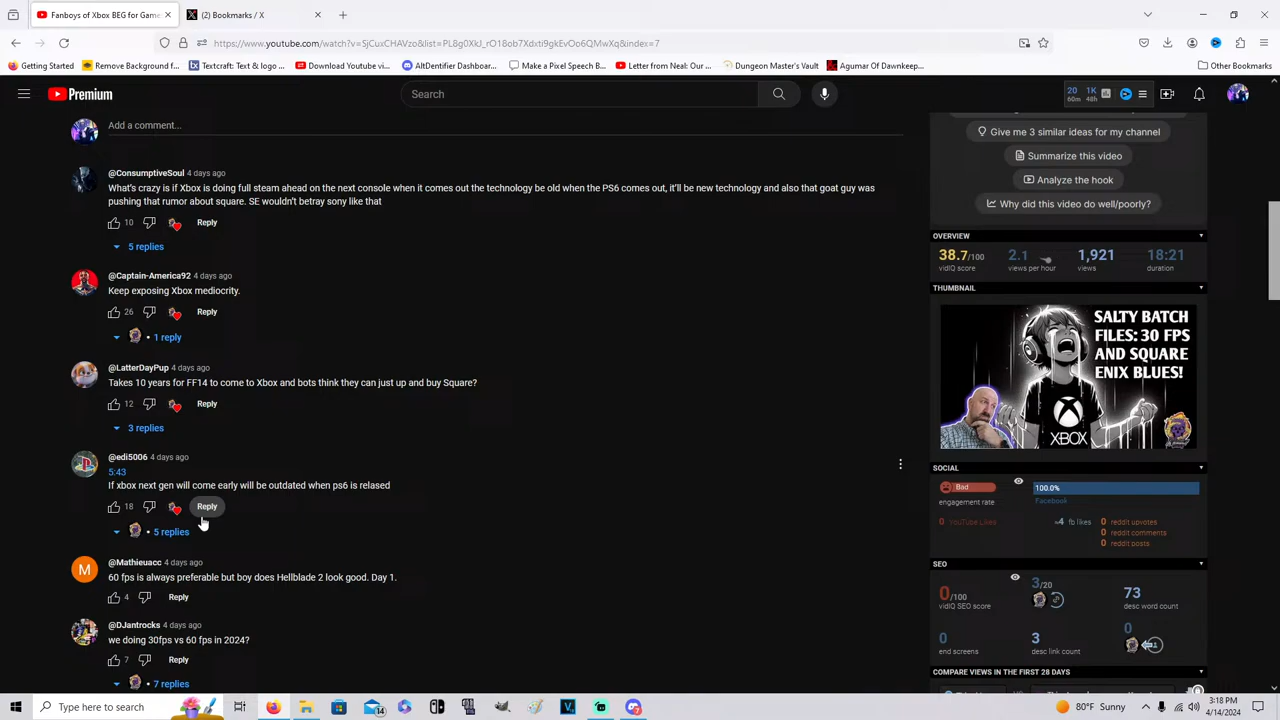 Fanboys of Xbox BEG for Game
(2) Bookmarks / X
https://www.youtube.com/watch?v=SjCuxCHAVzo&list=PL8g0XkJ_rO18ob7Xdxti9gkEvOo6QMwXq&index=7
Getting Started
Remove Background f...
Textcraft: Text & logo ...
Download Youtube vi...
AltDentifier Dashboar...
Make a Pixel Speech B...
Letter from Neal: Our ...
Dungeon Master's Vault
Agumar Of Dawnkeep...
Other Bookmarks
Premium
Search
20 60m
1K 48h
Add a comment...
@ConsumptiveSoul 4 days ago
What's crazy is if Xbox is doing full steam ahead on the next console when it comes out the technology be old when the PS6 comes out, it'll be new technology and also that goat guy was
pushing that rumor about square. SE wouldn't betray sony like that
10 Reply
5 replies
@Captain-America92 4 days ago
Keep exposing Xbox mediocrity.
26 Reply
• 1 reply
@LatterDayPup 4 days ago
Takes 10 years for FF14 to come to Xbox and bots think they can just up and buy Square?
12 Reply
3 replies
@edi5006 4 days ago
5:43
If xbox next gen will come early will be outdated when ps6 is relased
18 Reply
• 5 replies
@Mathieuacc 4 days ago
60 fps is always preferable but boy does Hellblade 2 look good. Day 1.
4 Reply
@DJantrocks 4 days ago
we doing 30fps vs 60 fps in 2024?
7 Reply
• 7 replies
Give me 3 similar ideas for my channel
Summarize this video
Analyze the hook
Why did this video do well/poorly?
OVERVIEW
38.7/100
vidIQ score
2.1
views per hour
1,921
views
18:21
duration
THUMBNAIL
SALTY BATCH
FILES: 30 FPS
AND SQUARE
ENIX BLUES!
XBOX
SOCIAL
Bad
engagement rate
100.0%
Facebook
0 YouTube Likes
≈4 fb likes
0 reddit upvotes
0 reddit comments
0 reddit posts
SEO
0/100
vidIQ SEO score
3/20
73
desc word count
0
end screens
3
desc link count
0
COMPARE VIEWS IN THE FIRST 28 DAYS
Type here to search
14
80°F Sunny
3:18 PM
4/14/2024